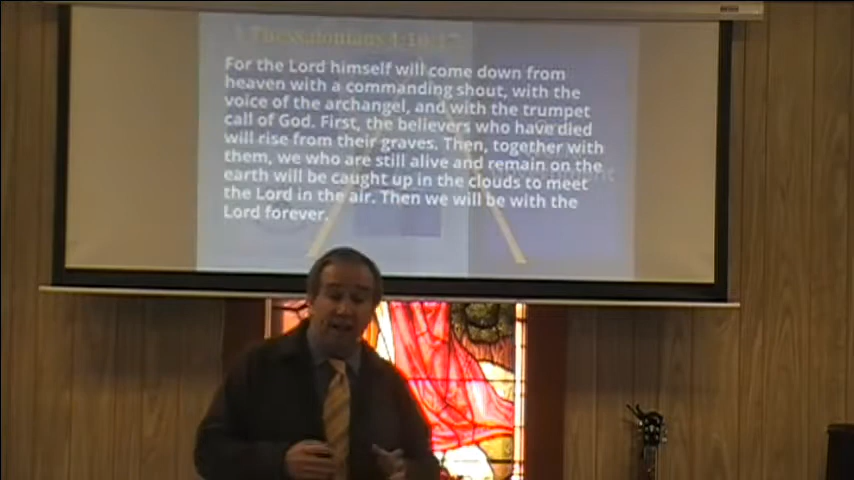 Thessalonians 4:16-17
For the Lord himself will come down from
heaven with a commanding shout, with the
voice of the archangel, and with the trumpet
call of God. First, the believers who have died
will rise from their graves. Then, together with
them, we who are still alive and remain on the
earth will be caught up in the clouds to meet
the Lord in the air. Then we will be with the
Lord forever.